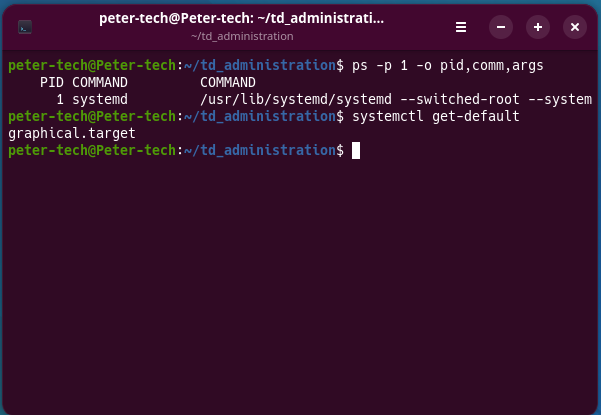 peter-tech@Peter-tech: ~/td_administrati...
~/td_administration
peter-tech@Peter-tech:~/td_administration$ ps -p 1 -o pid,comm,args
    PID COMMAND         COMMAND
      1 systemd         /usr/lib/systemd/systemd --switched-root --system
peter-tech@Peter-tech:~/td_administration$ systemctl get-default
graphical.target
peter-tech@Peter-tech:~/td_administration$